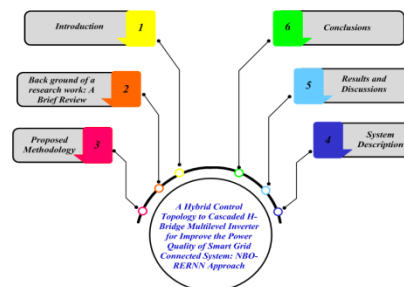 Introduction
1
Back ground of a
research work: A
Brief Review
2
Proposed
Methodology
3
6
Conclusions
5
Results and
Discussions
4
System
Description
A Hybrid Control
Topology to Cascaded H-
Bridge Multilevel Inverter
for Improve the Power
Quality of Smart Grid
Connected System: NBO-
RERNN Approach